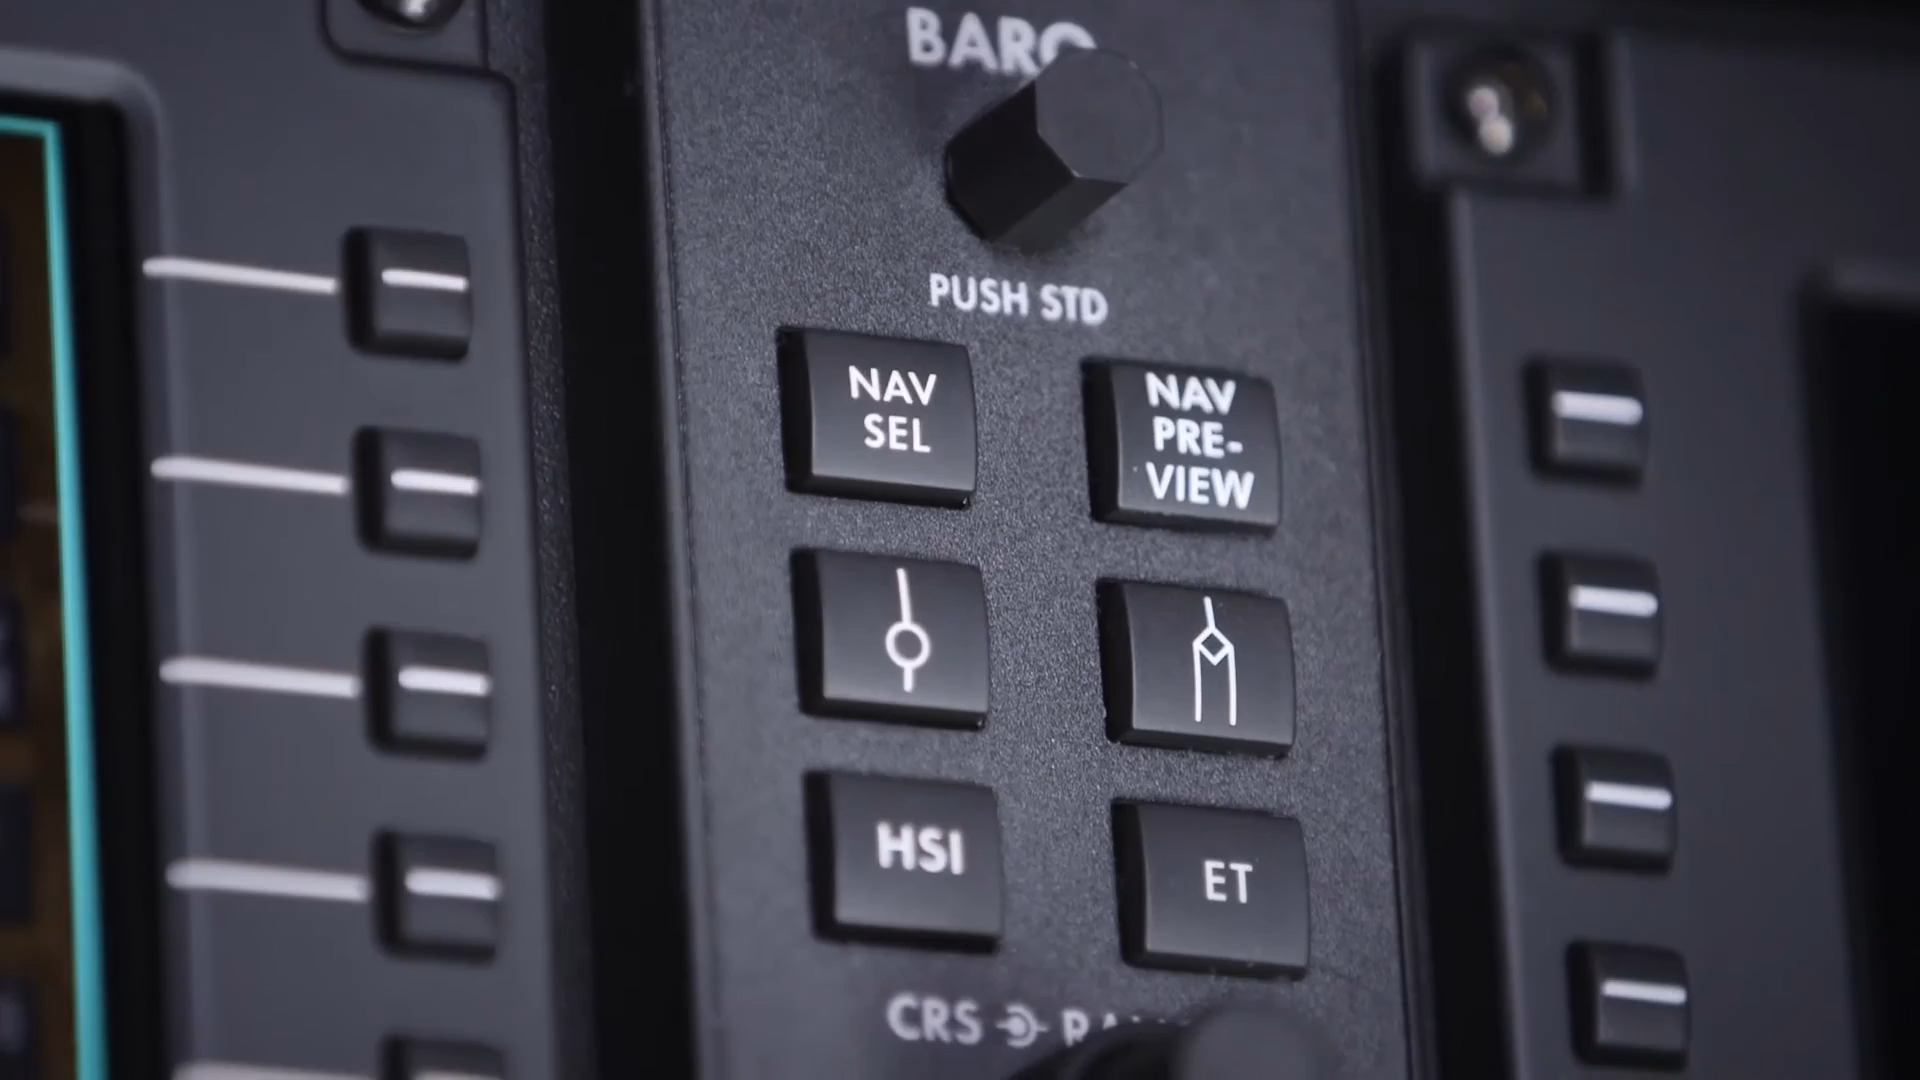 BARO
PUSH STD
NAV
SEL
NAV
PRE-
VIEW
HSI
ET
CRS